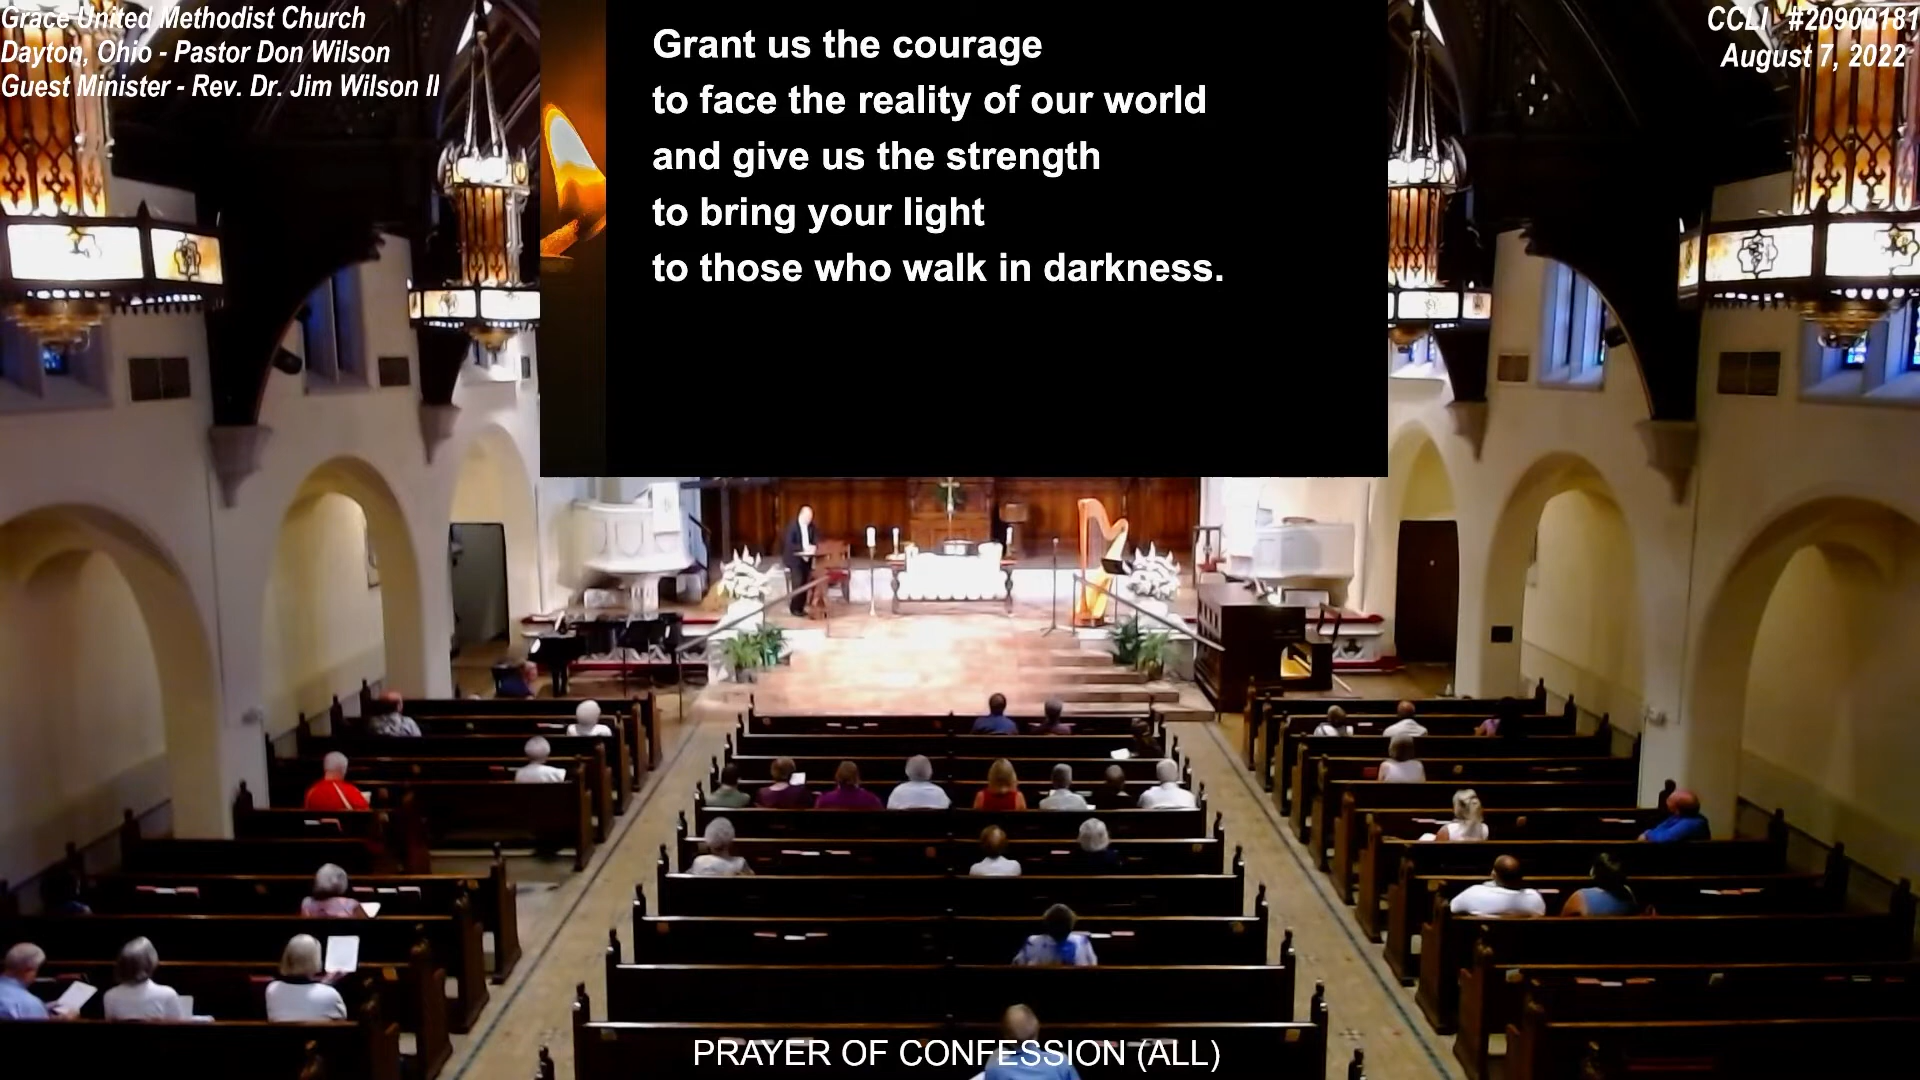 Grace United Methodist Church
Dayton, Ohio - Pastor Don Wilson
Guest Minister - Rev. Dr. Jim Wilson II
CCLI #20900181
August 7, 2022
Grant us the courage
to face the reality of our world
and give us the strength
to bring your light
to those who walk in darkness.
PRAYER OF CONFESSION (ALL)